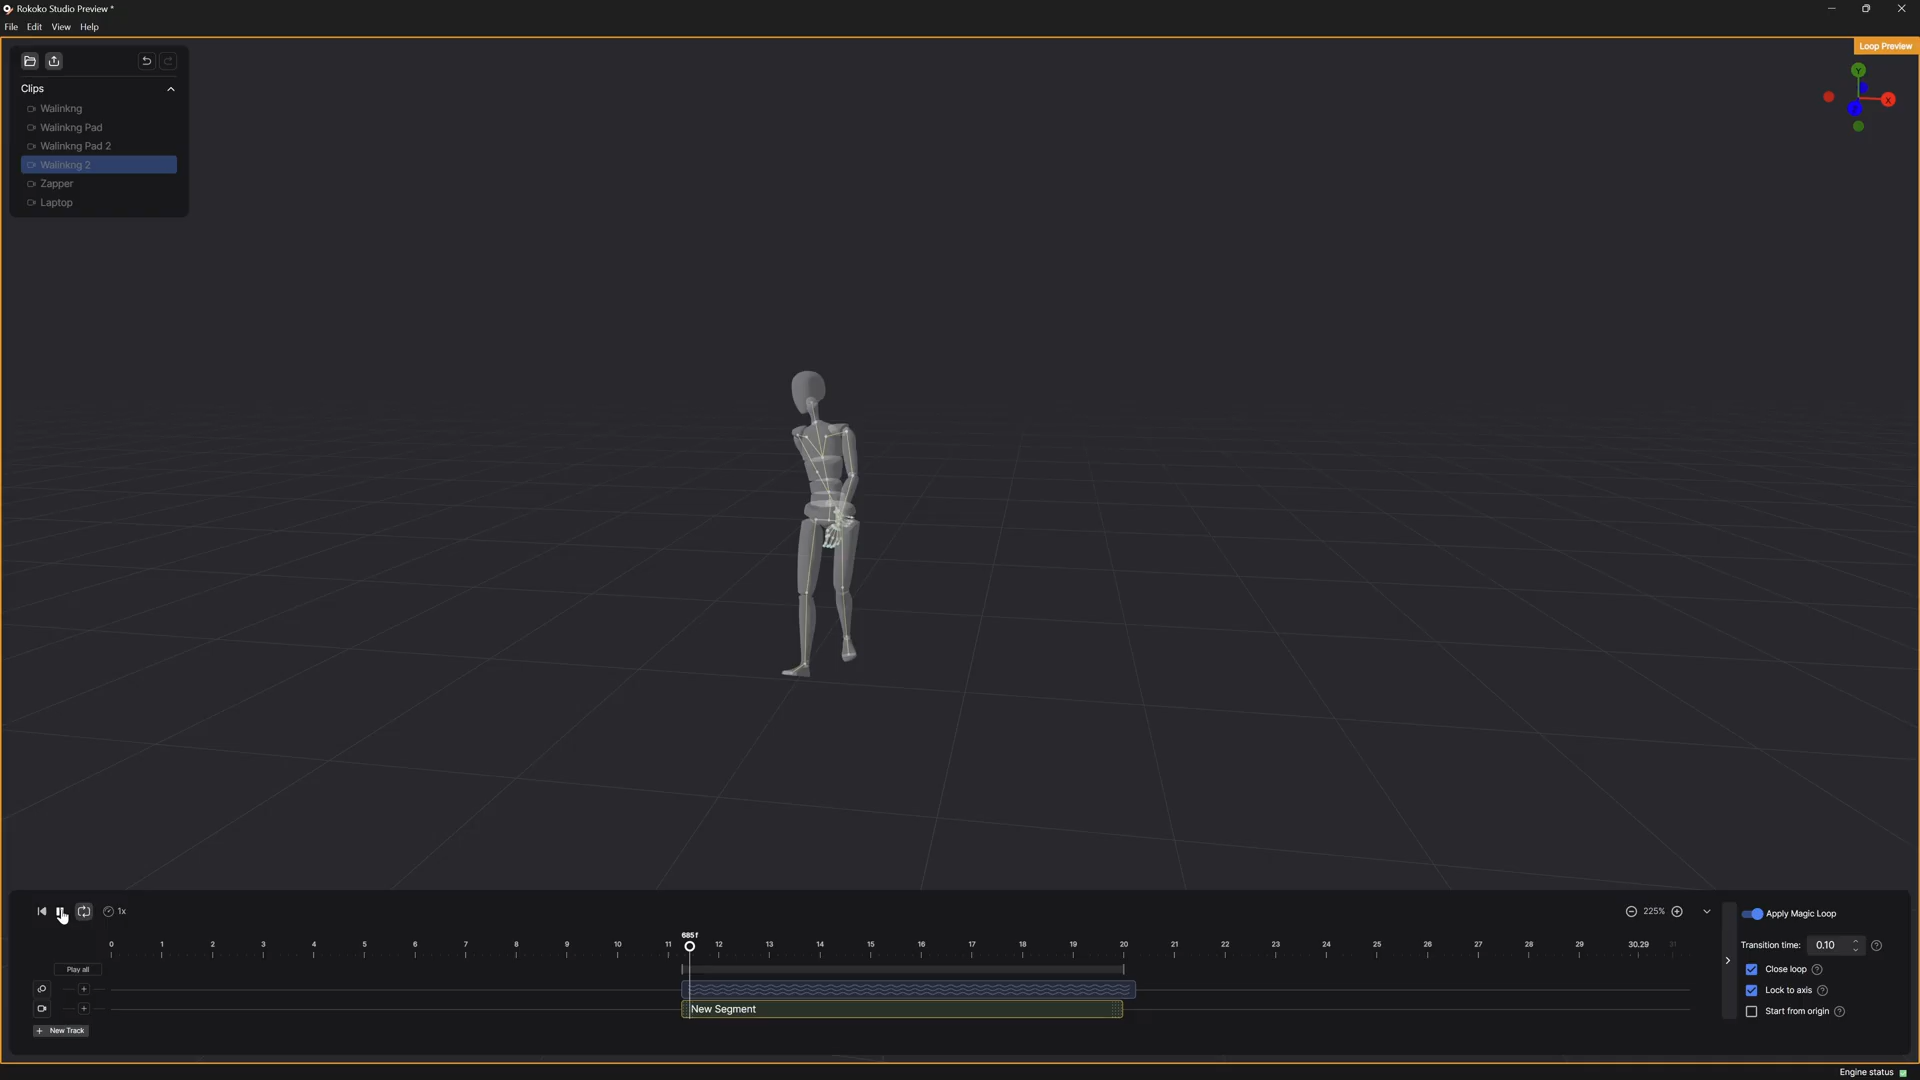 Rokoko Studio Preview *
File Edit View Help
Loop Preview
Clips
Walinkng
Walinkng Pad
Walinkng Pad 2
Walinkng 2
Zapper
Laptop
Y
X
1x
225%
Apply Magic Loop
685f
0 1 2 3 4 5 6 7 8 9 10 11 12 13 14 15 16 17 18 19 20 21 22 23 24 25 26 27 28 29 30.29 31
Transition time: 0.10
Play all
Close loop
Lock to axis
New Segment
Start from origin
+ New Track
Engine status